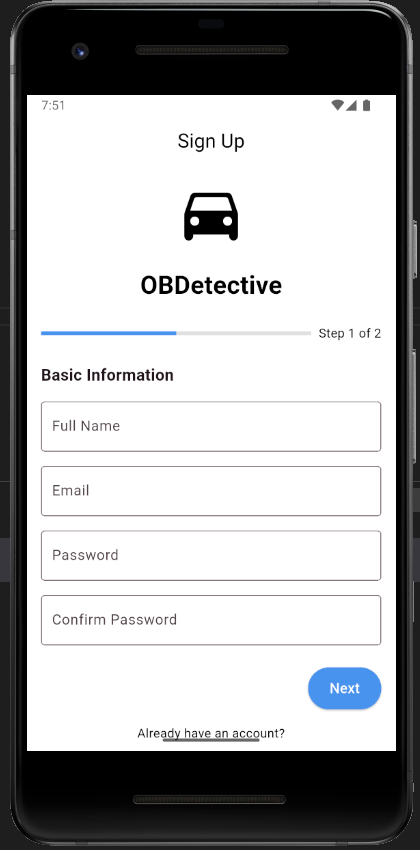 7:51
Sign Up
OBDetective
Step 1 of 2
Basic Information
Full Name
Email
Password
Confirm Password
Next
Already have an account?